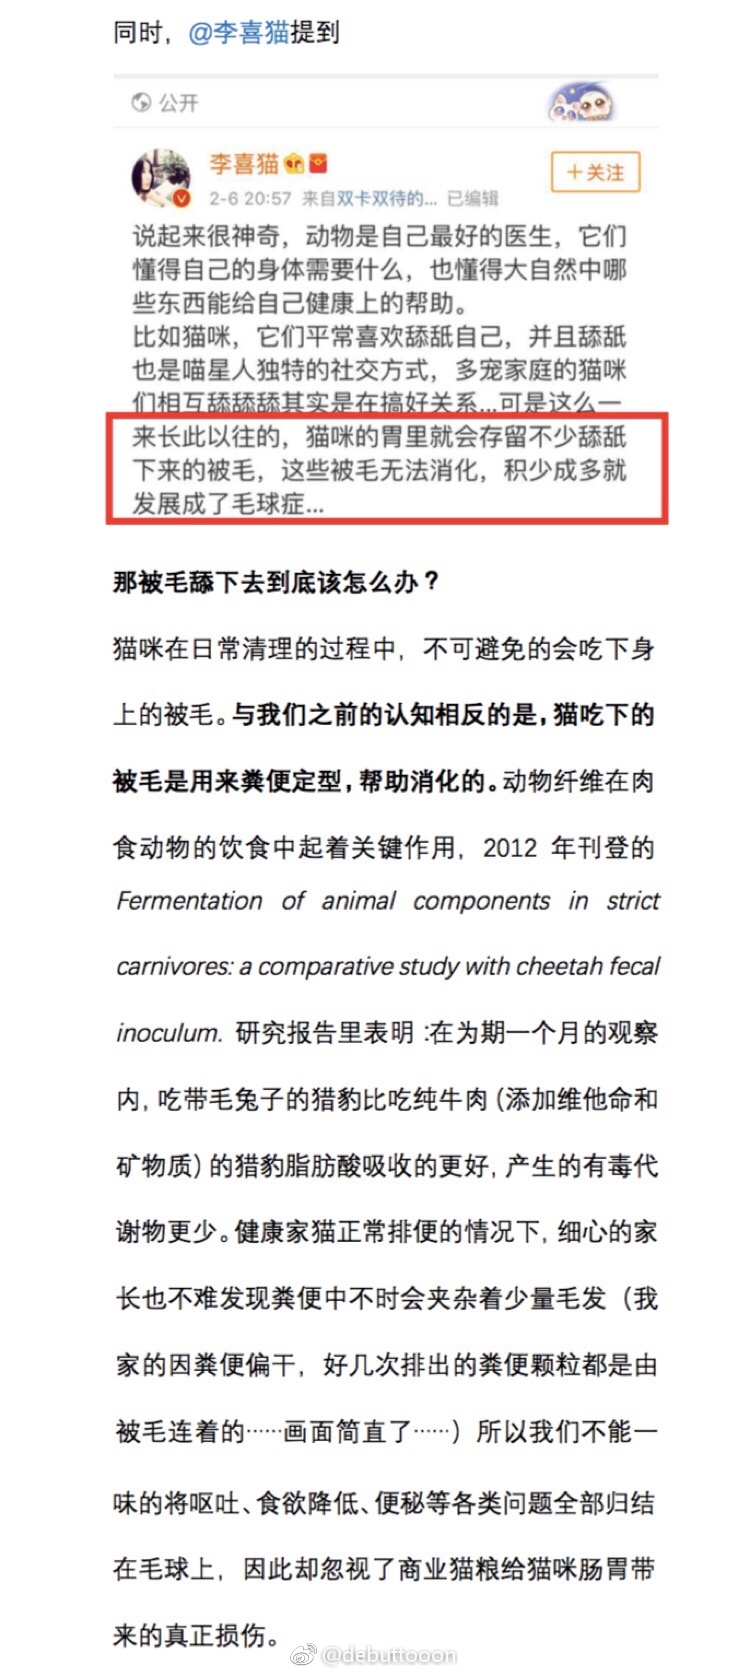 同时，@李喜猫提到
公开
李喜猫
+关注
2-6 20:57 来自双卡双待的... 已编辑
说起来很神奇，动物是自己最好的医生，它们
懂得自己的身体需要什么，也懂得大自然中哪
些东西能给自己健康上的帮助。
比如猫咪，它们平常喜欢舔舐自己，并且舔舐
也是喵星人独特的社交方式，多宠家庭的猫咪
们相互舔舔舔其实是在搞好关系...可是这么一
来长此以往的，猫咪的胃里就会存留不少舔舐
下来的被毛，这些被毛无法消化，积少成多就
发展成了毛球症...
那被毛舔下去到底该怎么办？
猫咪在日常清理的过程中，不可避免的会吃下身
上的被毛。与我们之前的认知相反的是，猫吃下的
被毛是用来粪便定型，帮助消化的。动物纤维在肉
食动物的饮食中起着关键作用，2012 年刊登的
Fermentation of animal components in strict
carnivores: a comparative study with cheetah fecal
inoculum. 研究报告里表明：在为期一个月的观察
内，吃带毛兔子的猎豹比吃纯牛肉（添加维他命和
矿物质）的猎豹脂肪酸吸收的更好，产生的有毒代
谢物更少。健康家猫正常排便的情况下，细心的家
长也不难发现粪便中不时会夹杂着少量毛发（我
家的因粪便偏干，好几次排出的粪便颗粒都是由
被毛连着的……画面简直了……）所以我们不能一
味的将呕吐、食欲降低、便秘等各类问题全部归结
在毛球上，因此却忽视了商业猫粮给猫咪肠胃带
来的真正损伤。
@debuttooon